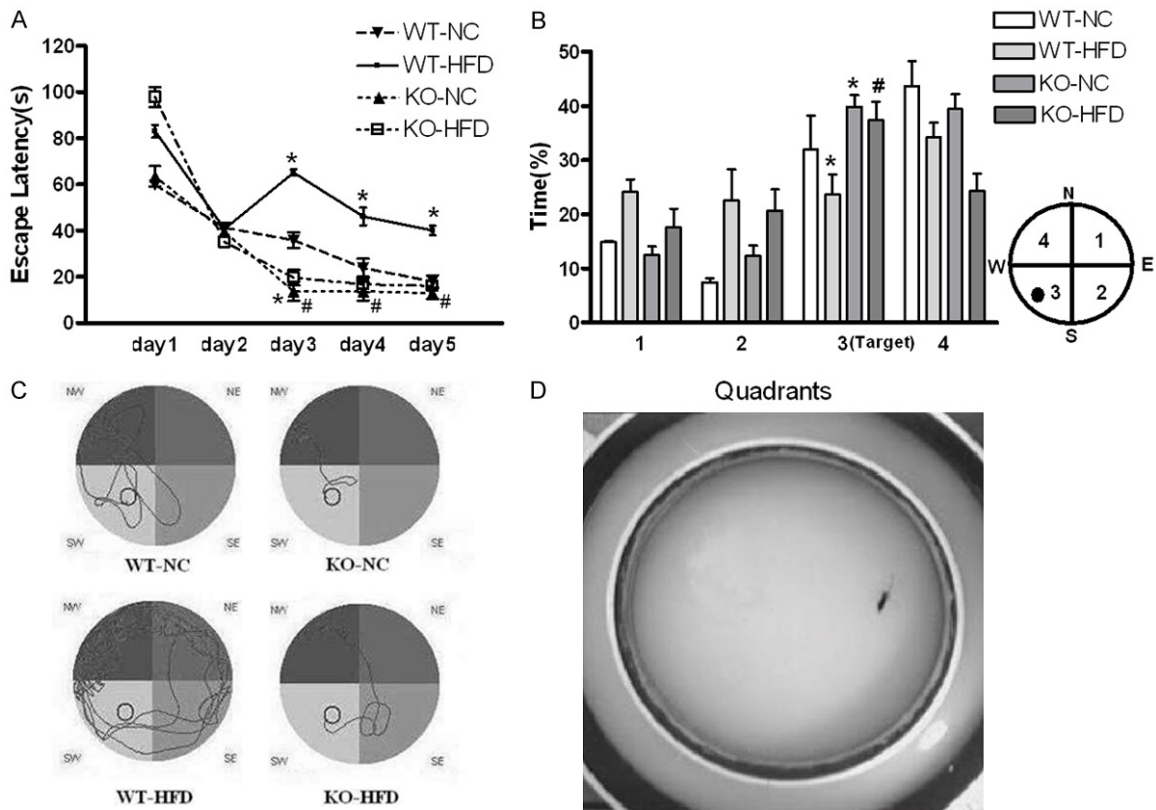 A
WT-NC
WT-HFD
KO-NC
KO-HFD
Escape Latency(s)
120
100
80
60
40
20
0
*
*
*
* # # #
day1 day2 day3 day4 day5
B
WT-NC
WT-HFD
KO-NC
KO-HFD
Time(%)
50
40
30
20
10
0
* * #
1 2 3(Target) 4
Quadrants
N
4 1
W E
3 2
S
C
NW NE
SW SE
WT-NC
NW NE
SW SE
KO-NC
NW NE
SW SE
WT-HFD
NW NE
SW SE
KO-HFD
D